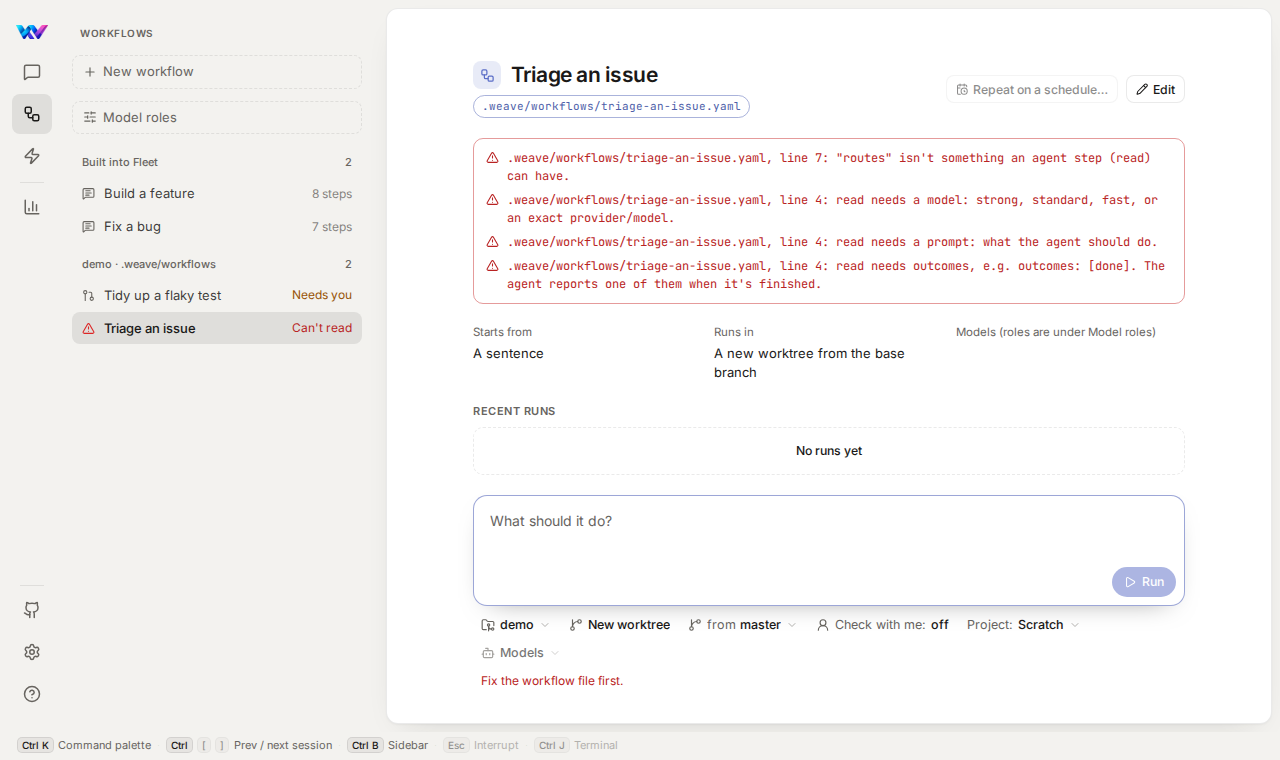 WORKFLOWS
New workflow
Model roles
Built into Fleet 2
Build a feature 8 steps
Fix a bug 7 steps
demo · .weave/workflows 2
Tidy up a flaky test Needs you
Triage an issue Can't read
Triage an issue
.weave/workflows/triage-an-issue.yaml
Repeat on a schedule...
Edit
.weave/workflows/triage-an-issue.yaml, line 7: "routes" isn't something an agent step (read)
can have.
.weave/workflows/triage-an-issue.yaml, line 4: read needs a model: strong, standard, fast, or
an exact provider/model.
.weave/workflows/triage-an-issue.yaml, line 4: read needs a prompt: what the agent should do.
.weave/workflows/triage-an-issue.yaml, line 4: read needs outcomes, e.g. outcomes: [done]. The
agent reports one of them when it's finished.
Starts from
A sentence
Runs in
A new worktree from the base
branch
Models (roles are under Model roles)
RECENT RUNS
No runs yet
What should it do?
Run
demo New worktree from master Check with me: off Project: Scratch
Models
Fix the workflow file first.
Ctrl K Command palette Ctrl [ ] Prev / next session Ctrl B Sidebar Esc Interrupt Ctrl J Terminal